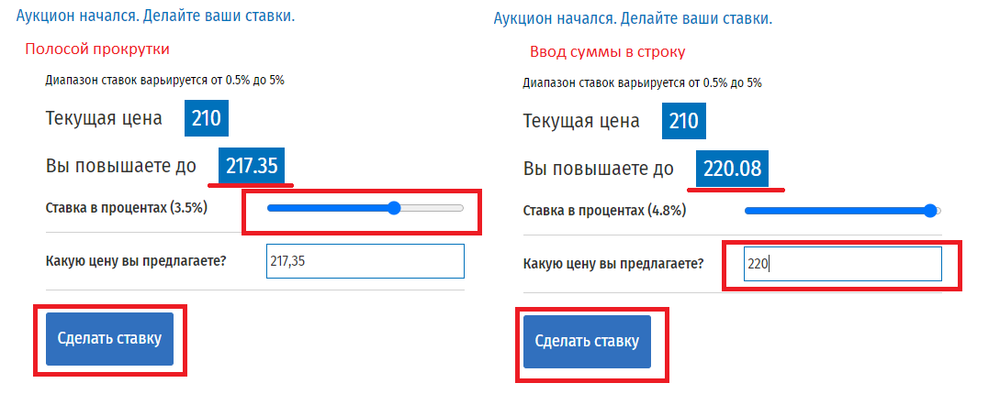 Аукцион начался. Делайте ваши ставки.
Полосой прокрутки
Диапазон ставок варьируется от 0.5% до 5%
Текущая цена 210
Вы повышаете до 217.35
Ставка в процентах (3.5%)
Какую цену вы предлагаете? 217,35
Сделать ставку
Аукцион начался. Делайте ваши ставки.
Ввод суммы в строку
Диапазон ставок варьируется от 0.5% до 5%
Текущая цена 210
Вы повышаете до 220.08
Ставка в процентах (4.8%)
Какую цену вы предлагаете? 220
Сделать ставку